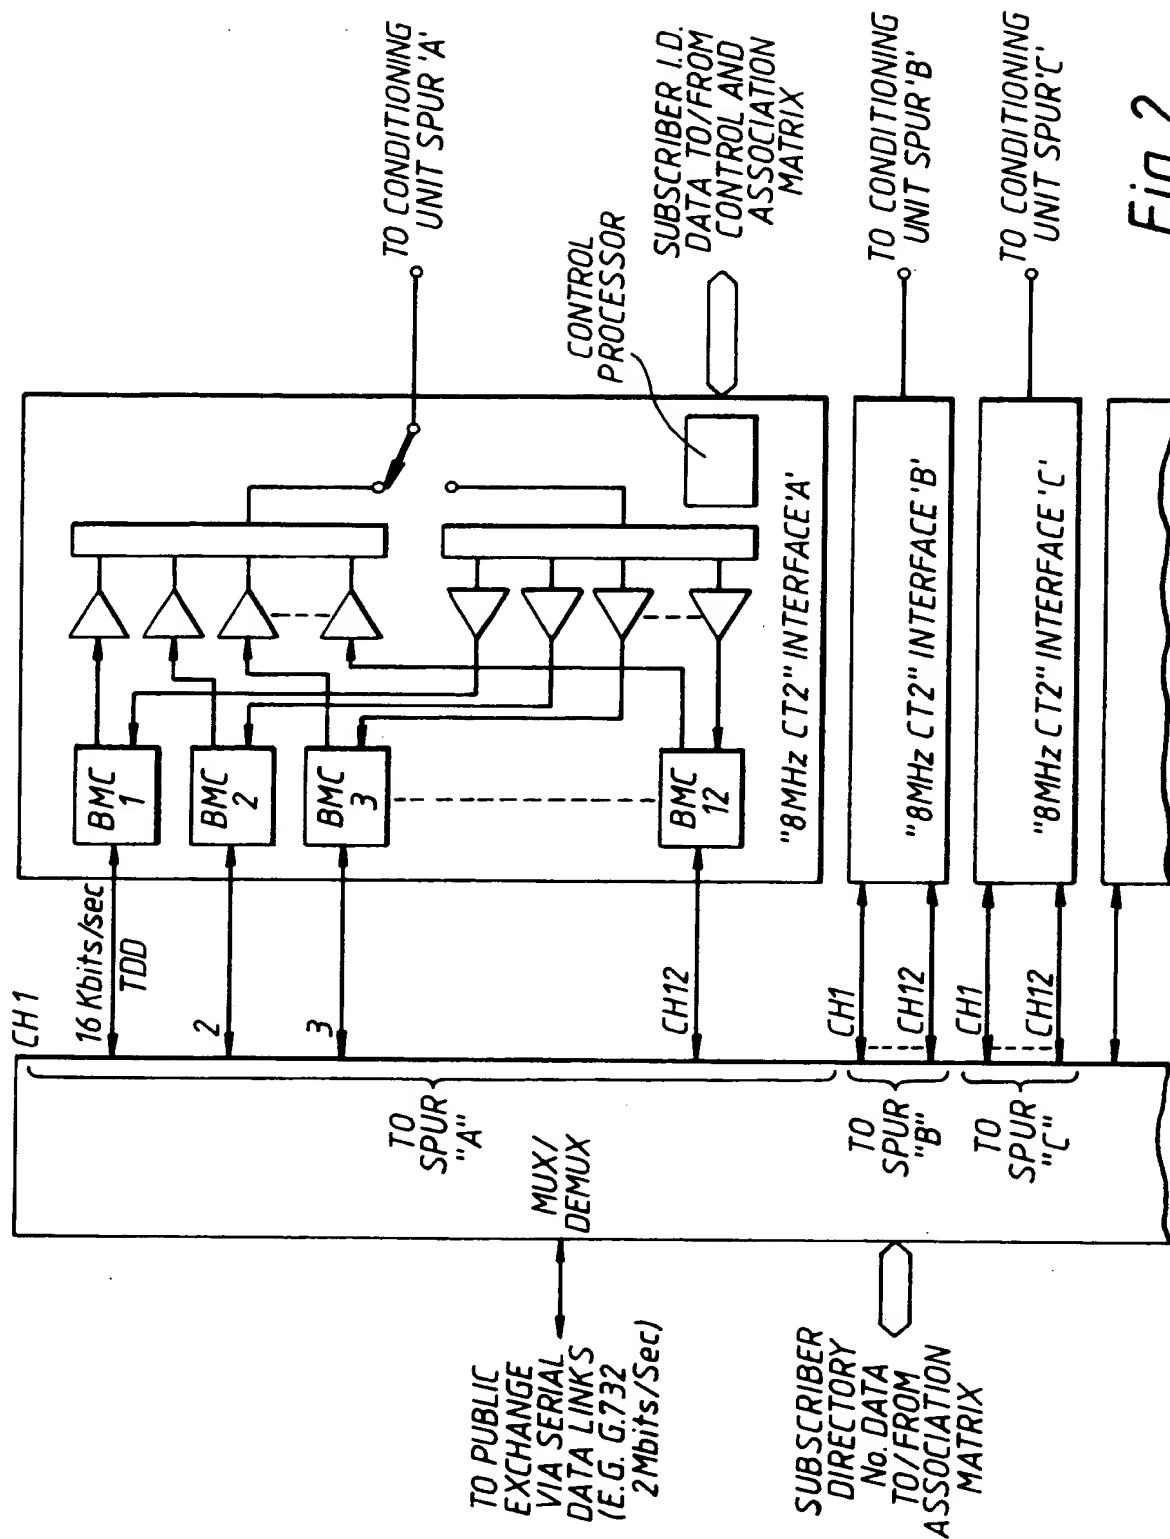 CH1
16 Kbits/sec
TDD
2
3
CH12
BMC
1
BMC
2
BMC
3
BMC
12
"8MHz CT2" INTERFACE 'A'
TO CONDITIONING
UNIT SPUR 'A'
CONTROL
PROCESSOR
SUBSCRIBER I.D.
DATA TO/FROM
CONTROL AND
ASSOCIATION
MATRIX
TO
SPUR
"A"
MUX/
DEMUX
TO PUBLIC
EXCHANGE
VIA SERIAL
DATA LINKS
(E.G. G.732
2Mbits/Sec)
SUBSCRIBER
DIRECTORY
No. DATA
TO/FROM
ASSOCIATION
MATRIX
TO
SPUR
"B"
CH1
CH12
"8MHz CT2" INTERFACE 'B'
TO CONDITIONING
UNIT SPUR 'B'
TO
SPUR
"C"
CH1
CH12
"8MHz CT2" INTERFACE 'C'
TO CONDITIONING
UNIT SPUR 'C'
Fig. 2